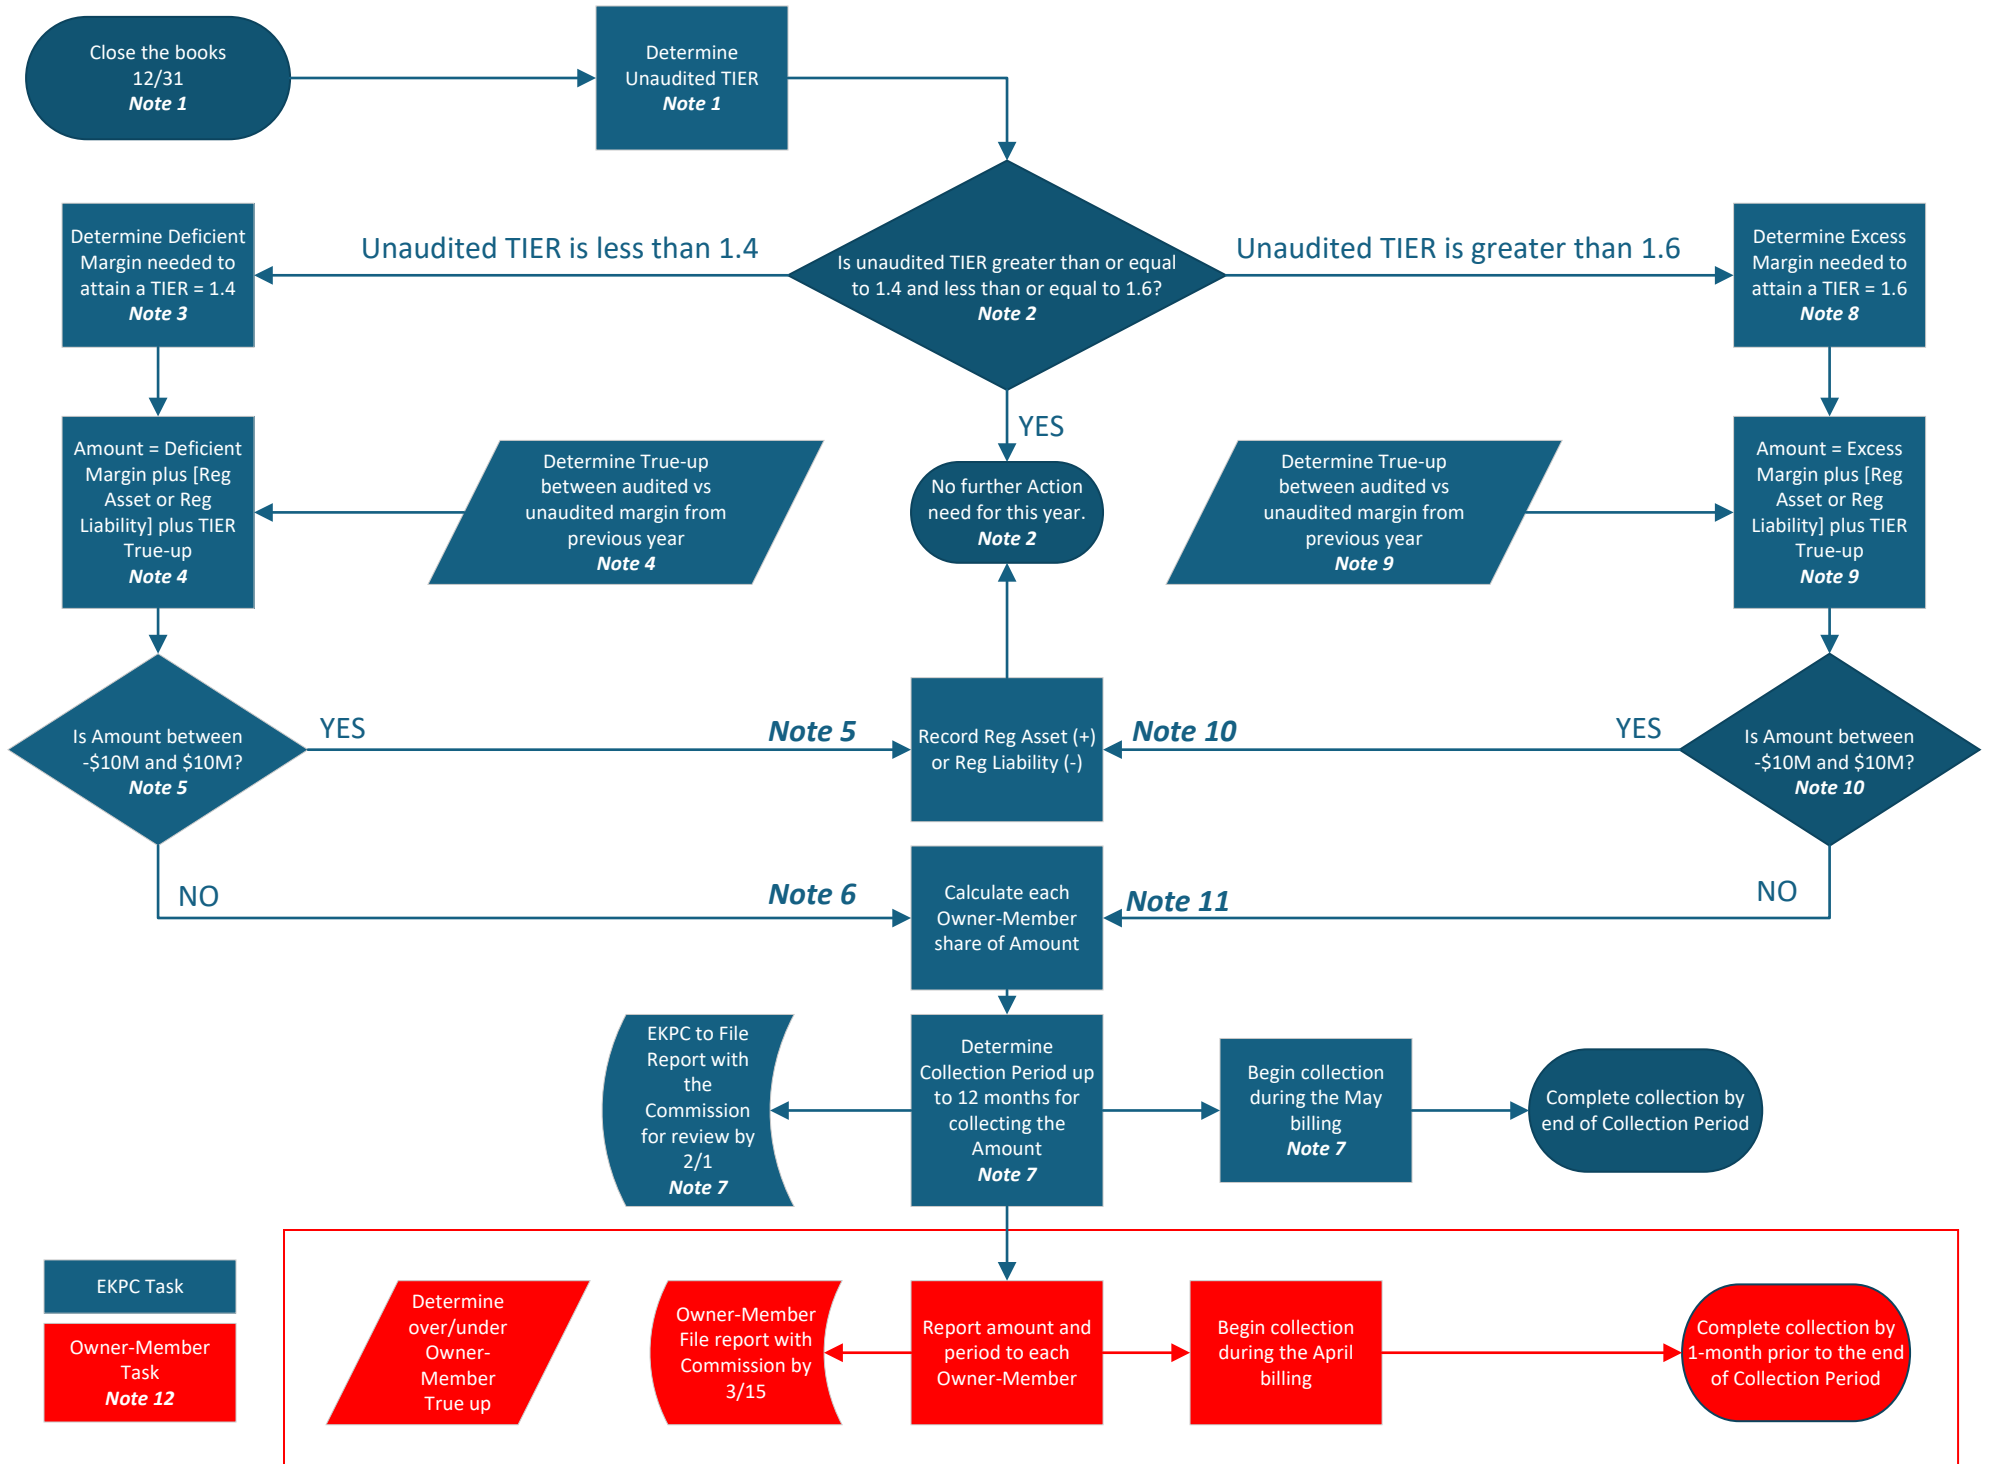 Close the books
12/31
Note 1
Determine
Unaudited TIER
Note 1
Determine Deficient
Margin needed to
attain a TIER = 1.4
Note 3
Unaudited TIER is less than 1.4
Is unaudited TIER greater than or equal
to 1.4 and less than or equal to 1.6?
Note 2
Unaudited TIER is greater than 1.6
Determine Excess
Margin needed to
attain a TIER = 1.6
Note 8
YES
Amount = Deficient
Margin plus [Reg
Asset or Reg
Liability] plus TIER
True-up
Note 4
Determine True-up
between audited vs
unaudited margin from
previous year
Note 4
No further Action
need for this year.
Note 2
Determine True-up
between audited vs
unaudited margin from
previous year
Note 9
Amount = Excess
Margin plus [Reg
Asset or Reg
Liability] plus TIER
True-up
Note 9
Is Amount between
-$10M and $10M?
Note 5
YES
Note 5
Record Reg Asset (+)
or Reg Liability (-)
Note 10
YES
Is Amount between
-$10M and $10M?
Note 10
NO
Note 6
Calculate each
Owner-Member
share of Amount
Note 11
NO
EKPC to File
Report with
the
Commission
for review by
2/1
Note 7
Determine
Collection Period up
to 12 months for
collecting the
Amount
Note 7
Begin collection
during the May
billing
Note 7
Complete collection by
end of Collection Period
EKPC Task
Owner-Member
Task
Note 12
Determine
over/under
Owner-
Member
True up
Owner-Member
File report with
Commission by
3/15
Report amount and
period to each
Owner-Member
Begin collection
during the April
billing
Complete collection by
1-month prior to the end
of Collection Period